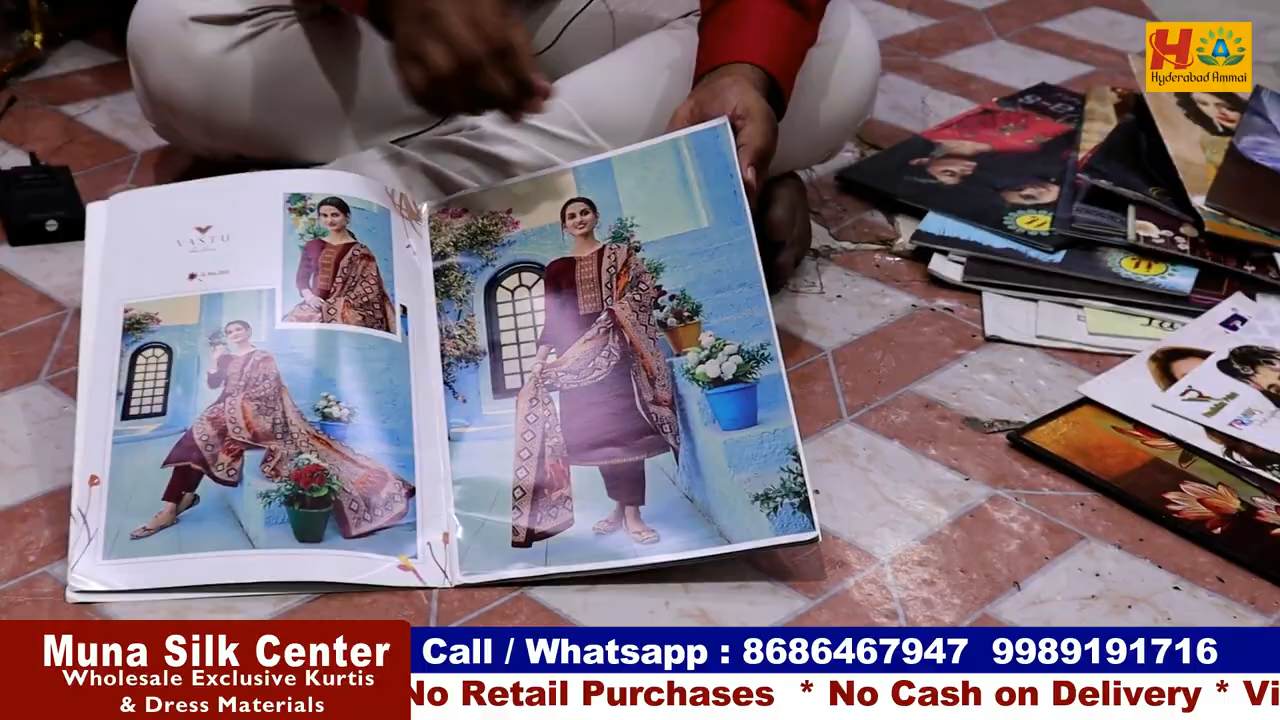 H A
Hyderabad Ammai
VASTU
Muna Silk Center
Wholesale Exclusive Kurtis
& Dress Materials
Call / Whatsapp : 8686467947 9989191716
No Retail Purchases * No Cash on Delivery * Vi